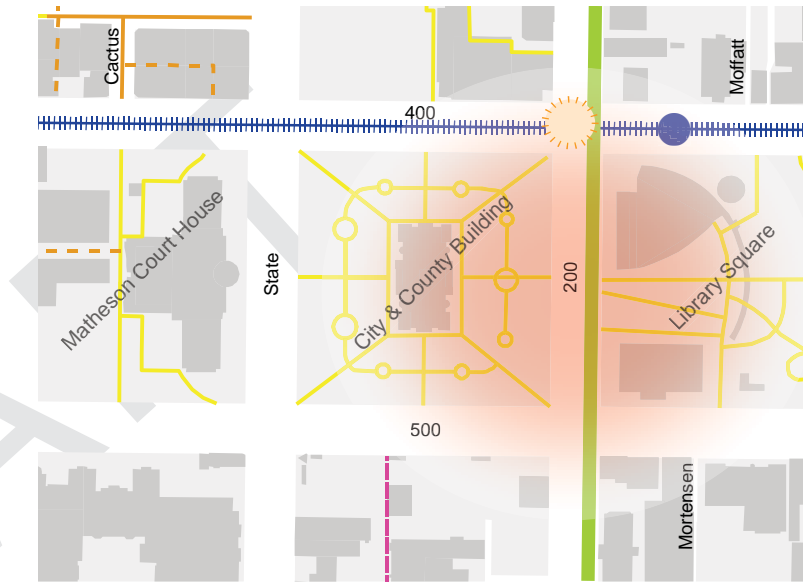 Cactus
Moffatt
400
Matheson Court House
State
City & County Building
200
Library Square
500
Mortensen